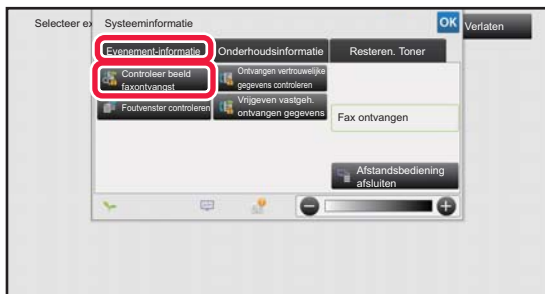 Selecteer ex
Systeeminformatie
OK
Verlaten
Evenement-informatie
Onderhoudsinformatie
Resteren. Toner
Controleer beeld
faxontvangst
Ontvangen vertrouwelijke
gegevens controleren
Foutvenster controleren
Vrijgeven vastgeh.
ontvangen gegevens
Fax ontvangen
Afstandsbediening
afsluiten